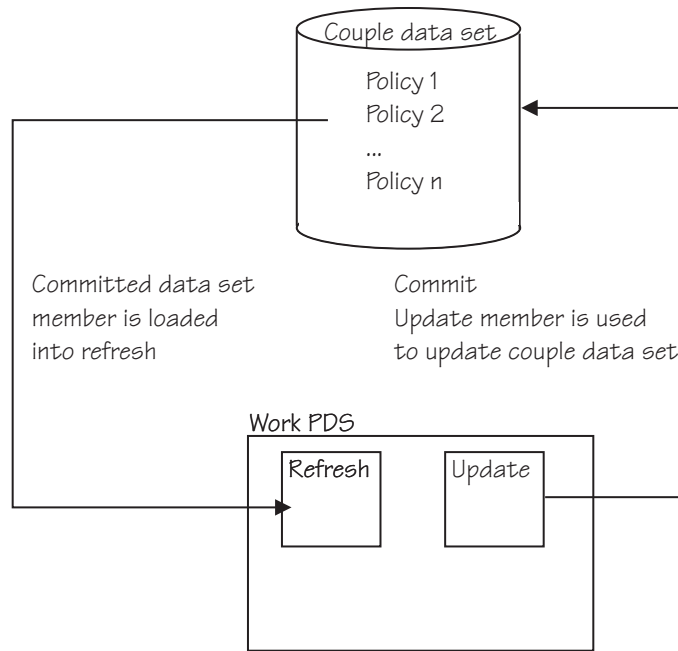 Couple data set
Policy 1
Policy 2
...
Policy n
Committed data set
member is loaded
into refresh
Commit
Update member is used
to update couple data set
Work PDS
Refresh
Update